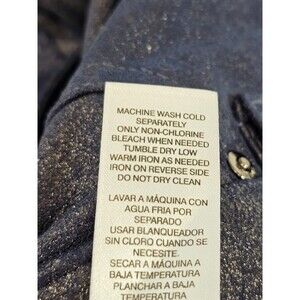 MACHINE WASH COLD
SEPARATELY
ONLY NON-CHLORINE
BLEACH WHEN NEEDED
TUMBLE DRY LOW
WARM IRON AS NEEDED
IRON ON REVERSE SIDE
DO NOT DRY CLEAN
LAVAR A MÁQUINA CON
AGUA FRIA POR
SEPARADO
USAR BLANQUEADOR
SIN CLORO CUANDO SE
NECESITE.
SECAR A MÁQUINA A
BAJA TEMPERATURA
PLANCHAR A BAJA
TEMPERATURA